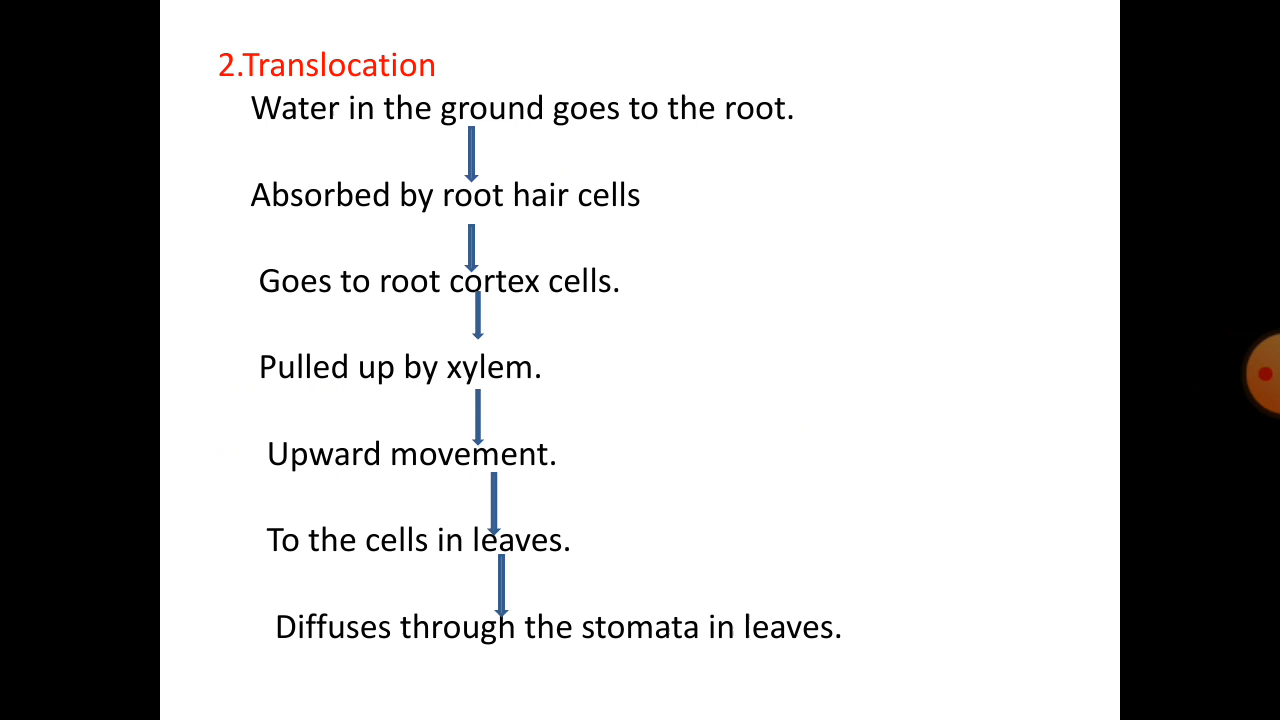 2.Translocation
Water in the ground goes to the root.
Absorbed by root hair cells
Goes to root cortex cells.
Pulled up by xylem.
Upward movement.
To the cells in leaves.
Diffuses through the stomata in leaves.